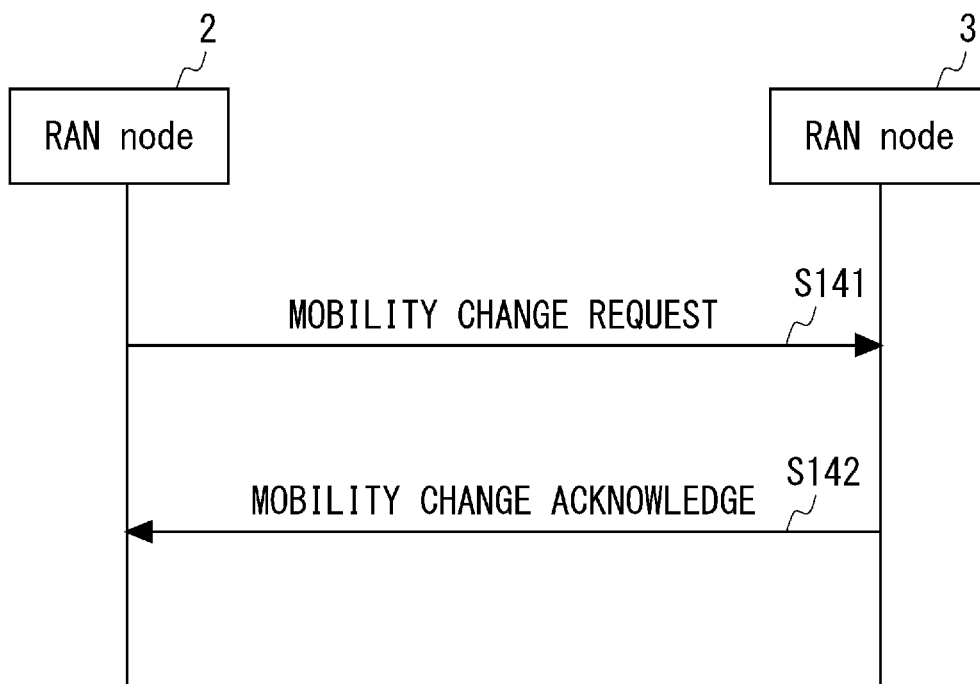 2
3
RAN node
RAN node
S141
MOBILITY CHANGE REQUEST
S142
MOBILITY CHANGE ACKNOWLEDGE